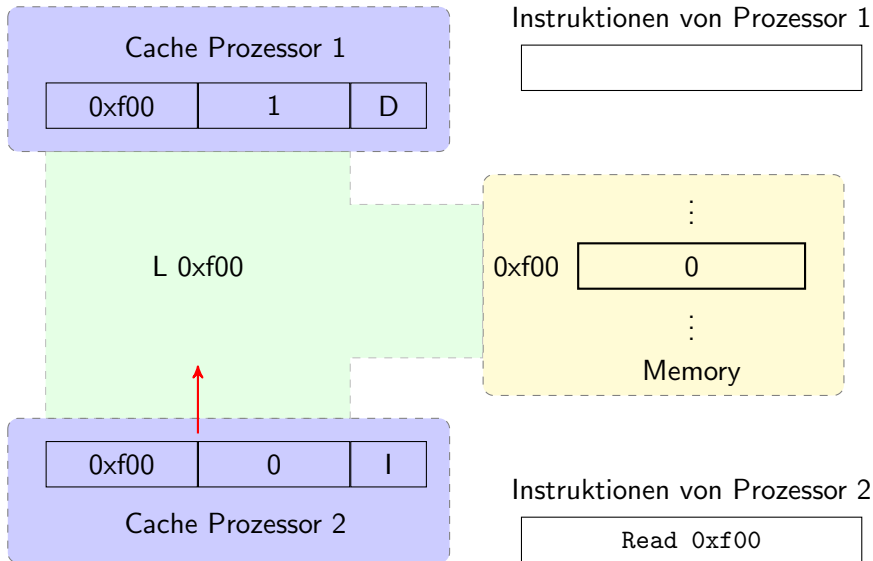 Instruktionen von Prozessor 1
Cache Prozessor 1
0xf00 1 D
L 0xf00
⋮
0xf00 0
⋮
Memory
0xf00 0 I
Cache Prozessor 2
Instruktionen von Prozessor 2
Read 0xf00